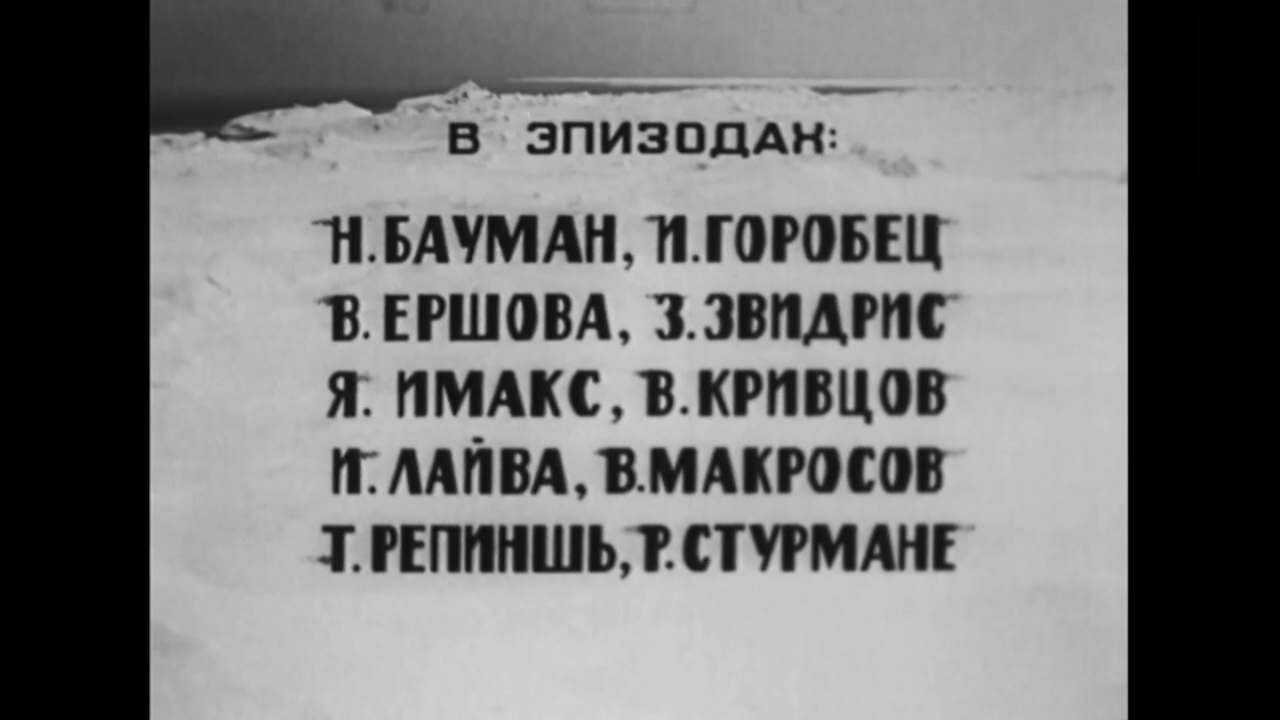 В ЭПИЗОДАХ:
Н.БАУМАН, И.ГОРОБЕЦ
В.ЕРШОВА, З.ЗВИДРИС
Я. ИМАКС, В.КРИВЦОВ
И.ЛАЙВА, В.МАКРОСОВ
Т.РЕПИНШЬ, Р.СТУРМАНЕ